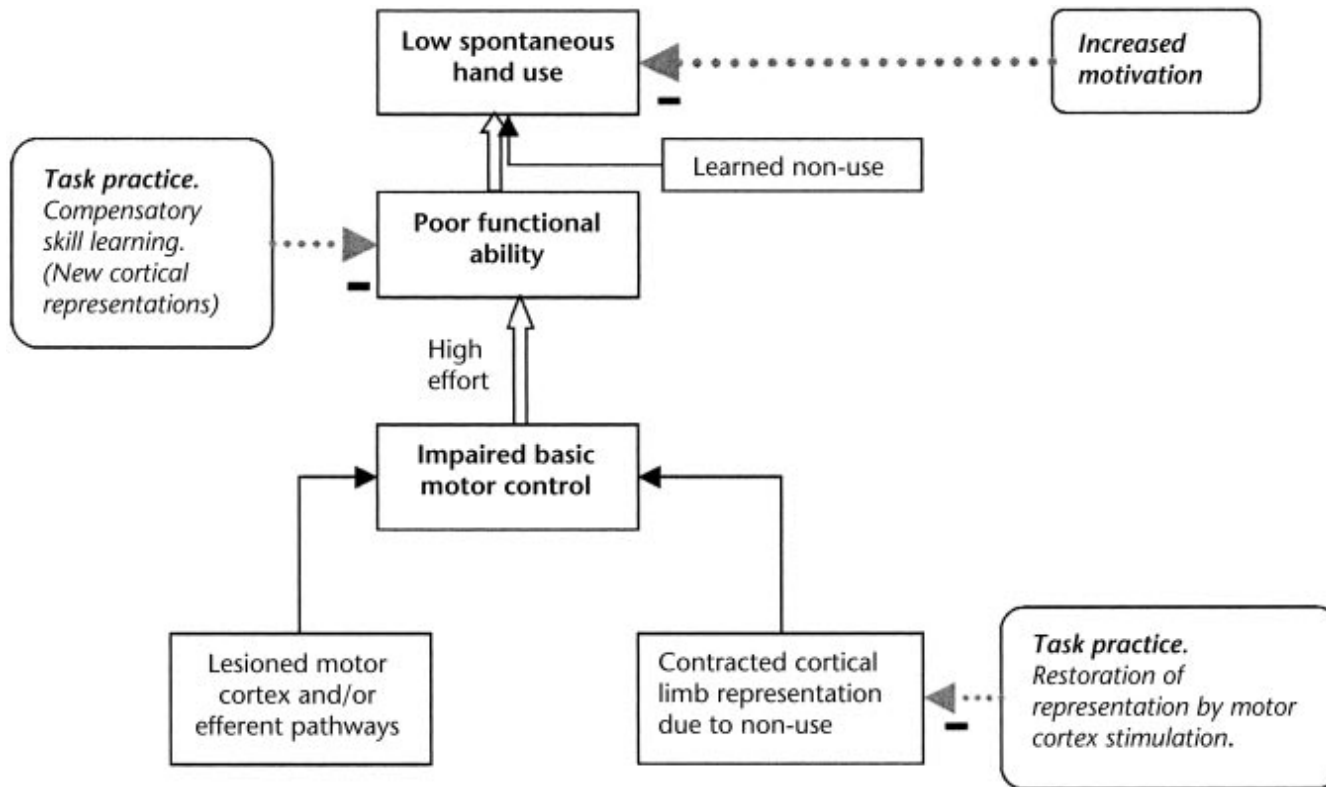 Low spontaneous
hand use
Increased
motivation
Learned non-use
Task practice.
Compensatory
skill learning.
(New cortical
representations)
Poor functional
ability
High
effort
Impaired basic
motor control
Lesioned motor
cortex and/or
efferent pathways
Contracted cortical
limb representation
due to non-use
Task practice.
Restoration of
representation by motor
cortex stimulation.